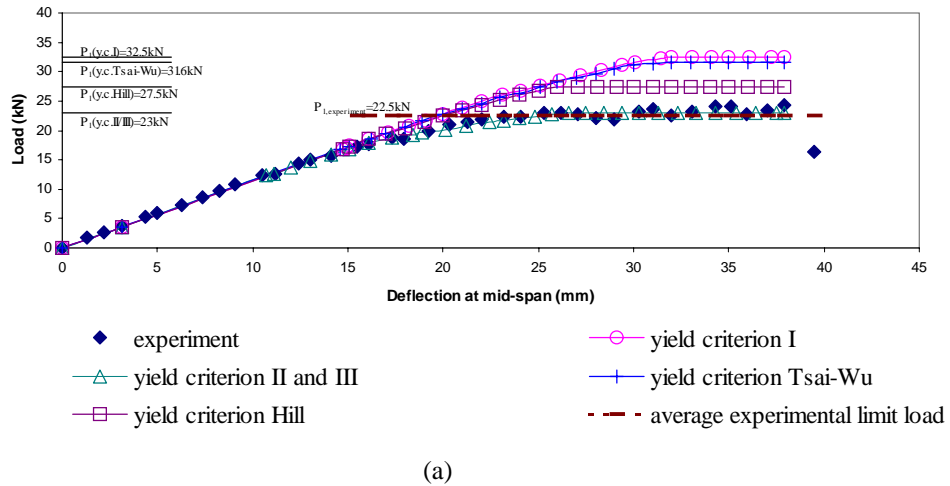 40
35
30
25
20
15
10
5
0
Load (kN)
P₁(y.c.I)=32.5kN
P₁(y.c.Tsai-Wu)=31.6kN
P₁(y.c.Hill)=27.5kN
P₁(y.c.II/III)=23kN
P₁,experiment=22.5kN
0 5 10 15 20 25 30 35 40 45
Deflection at mid-span (mm)
experiment
yield criterion I
yield criterion II and III
yield criterion Tsai-Wu
yield criterion Hill
average experimental limit load
(a)